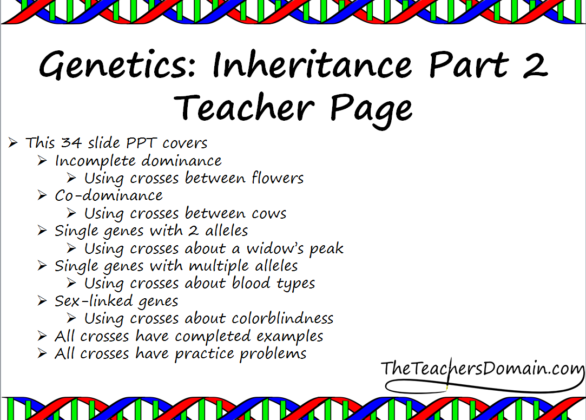 Genetics: Inheritance Part 2
Teacher Page
➢ This 34 slide PPT covers
➢ Incomplete dominance
➢ Using crosses between flowers
➢ Co-dominance
➢ Using crosses between cows
➢ Single genes with 2 alleles
➢ Using crosses about a widow's peak
➢ Single genes with multiple alleles
➢ Using crosses about blood types
➢ Sex-linked genes
➢ Using crosses about colorblindness
➢ All crosses have completed examples
➢ All crosses have practice problems
TheTeachersDomain.com